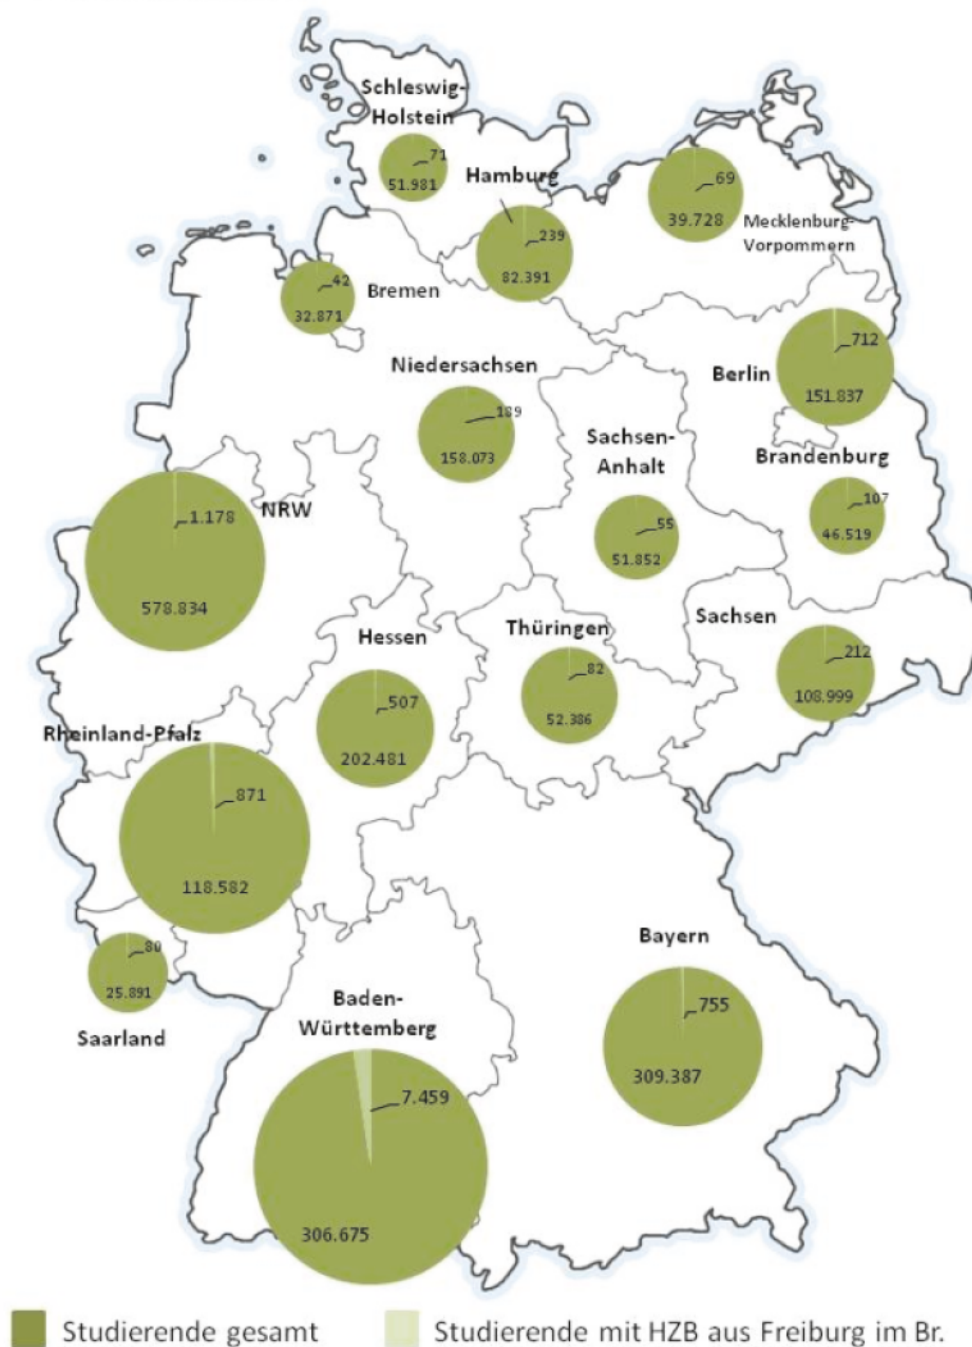 Schleswig-
Holstein
71
51.981
Hamburg
239
82.391
69
39.728
Mecklenburg-
Vorpommern
42
32.871
Bremen
Niedersachsen
189
158.073
Berlin
712
151.837
Sachsen-
Anhalt
55
51.852
Brandenburg
107
46.519
NRW
1.178
578.834
Hessen
507
202.481
Thüringen
82
52.386
Sachsen
212
108.999
Rheinland-Pfalz
871
118.582
80
25.891
Saarland
Baden-
Württemberg
7.459
306.675
Bayern
755
309.387
Studierende gesamt
Studierende mit HZB aus Freiburg im Br.